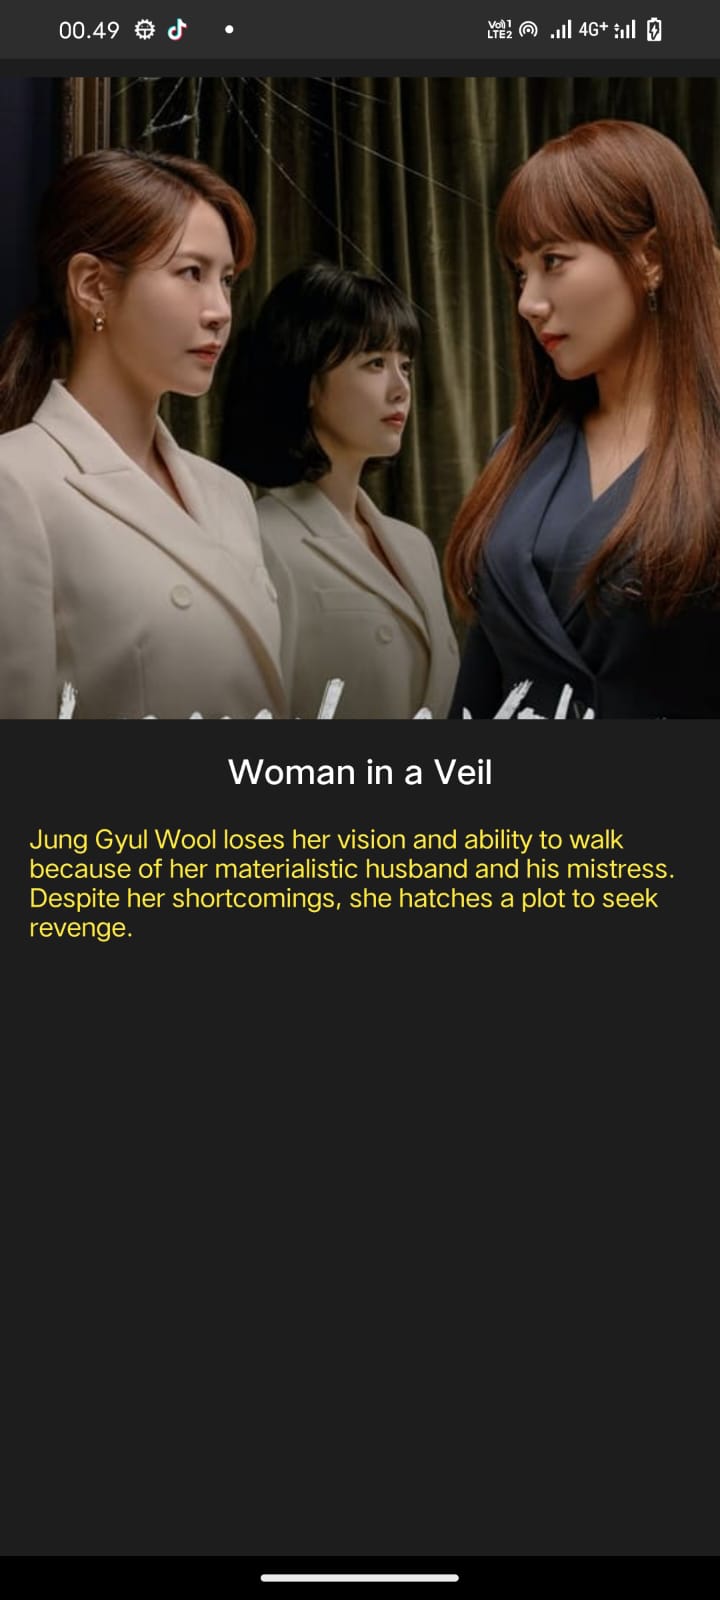 00.49
Vo)) 1
LTE2
4G+
Woman in a Veil
Jung Gyul Wool loses her vision and ability to walk
because of her materialistic husband and his mistress.
Despite her shortcomings, she hatches a plot to seek
revenge.